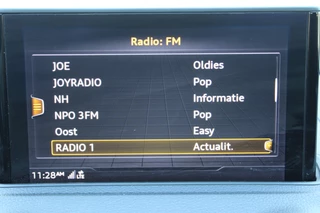 Radio: FM
JOE Oldies
JOYRADIO Pop
NH Informatie
NPO 3FM Pop
Oost Easy
RADIO 1 Actualit.
11:28AM